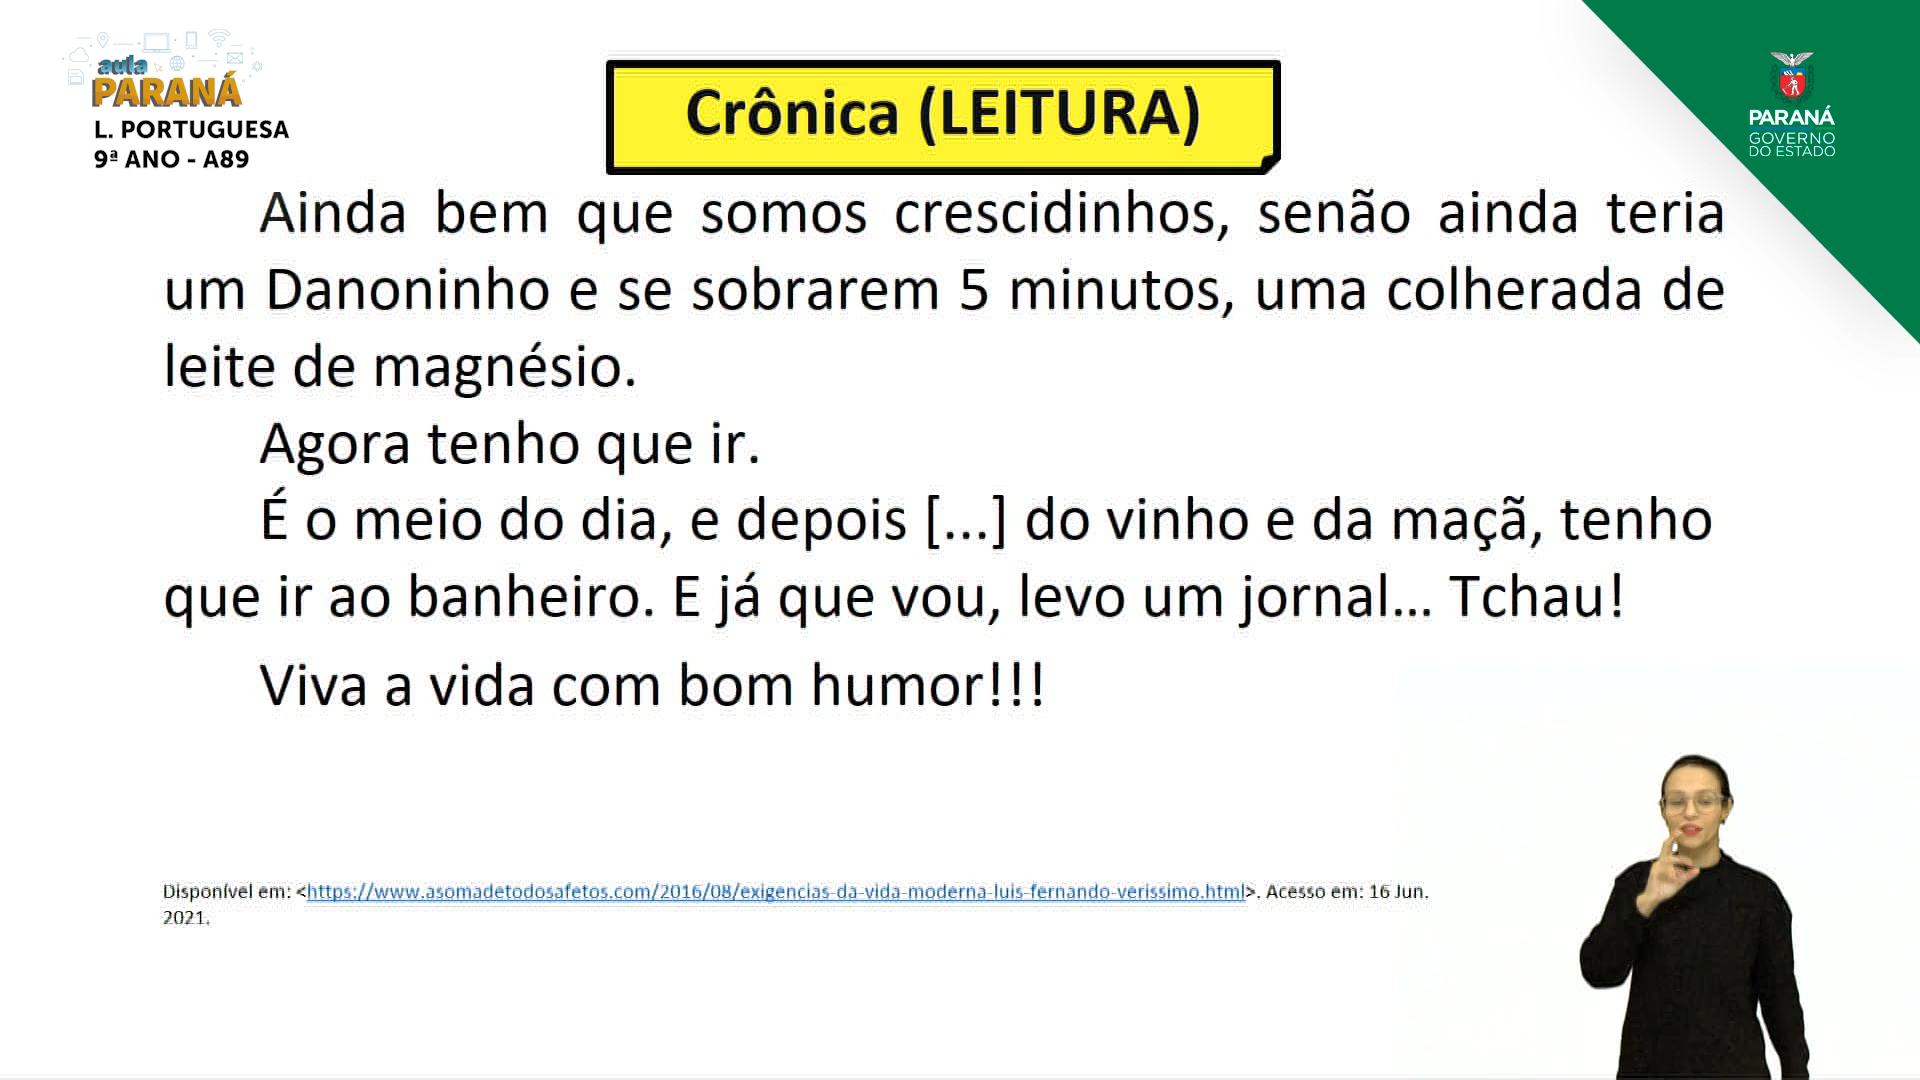 aula
PARANÁ
L. PORTUGUESA
9ª ANO - A89
Crônica (LEITURA)
PARANÁ
GOVERNO
DO ESTADO
Ainda bem que somos crescidinhos, senão ainda teria
um Danoninho e se sobrarem 5 minutos, uma colherada de
leite de magnésio.
Agora tenho que ir.
É o meio do dia, e depois [...] do vinho e da maçã, tenho
que ir ao banheiro. E já que vou, levo um jornal... Tchau!
Viva a vida com bom humor!!!
Disponível em: <https://www.asomadetodosafetos.com/2016/08/exigencias-da-vida-moderna-luis-fernando-verissimo.html>. Acesso em: 16 Jun.
2021.